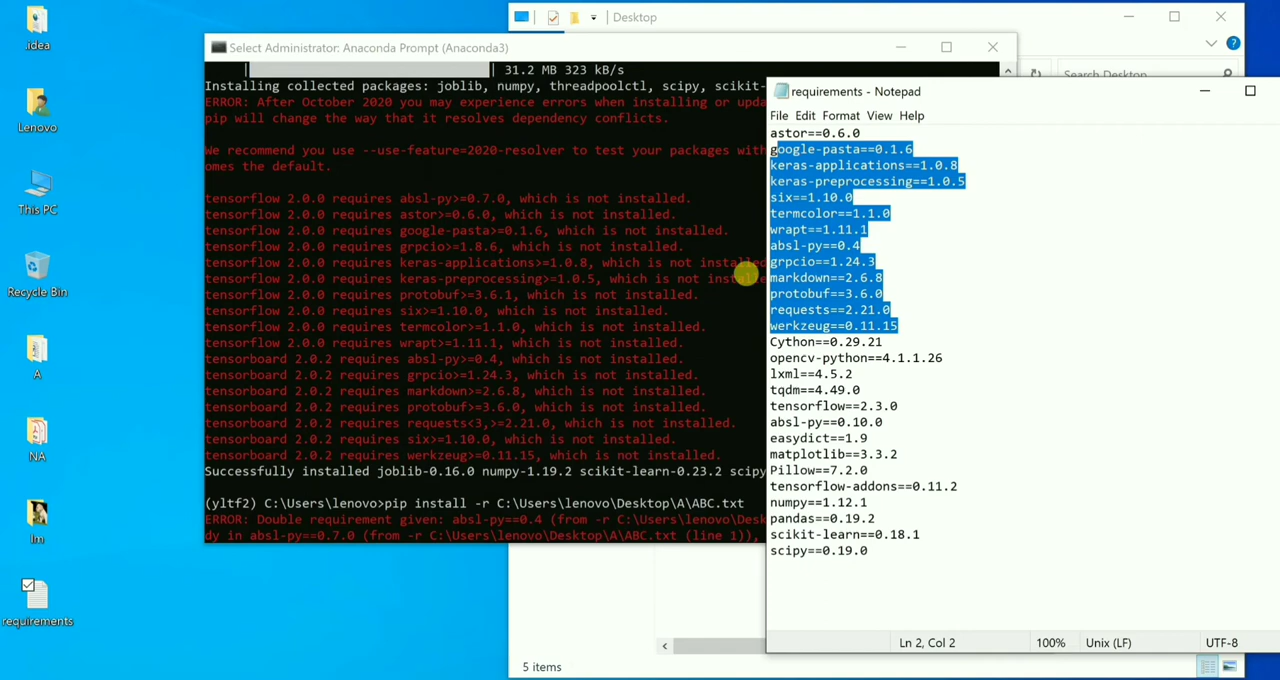 .idea
Lenovo
This PC
Recycle Bin
A
NA
Im
requirements
Desktop
Search Desktop
5 items
Select Administrator: Anaconda Prompt (Anaconda3)
| | 31.2 MB 323 kB/s
Installing collected packages: joblib, numpy, threadpoolctl, scipy, scikit-
ERROR: After October 2020 you may experience errors when installing or upda
pip will change the way that it resolves dependency conflicts.
We recommend you use --use-feature=2020-resolver to test your packages with
omes the default.
tensorflow 2.0.0 requires absl-py>=0.7.0, which is not installed.
tensorflow 2.0.0 requires astor>=0.6.0, which is not installed.
tensorflow 2.0.0 requires google-pasta>=0.1.6, which is not installed.
tensorflow 2.0.0 requires grpcio>=1.8.6, which is not installed.
tensorflow 2.0.0 requires keras-applications>=1.0.8, which is not installed
tensorflow 2.0.0 requires keras-preprocessing>=1.0.5, which is not installe
tensorflow 2.0.0 requires protobuf>=3.6.1, which is not installed.
tensorflow 2.0.0 requires six>=1.10.0, which is not installed.
tensorflow 2.0.0 requires termcolor>=1.1.0, which is not installed.
tensorflow 2.0.0 requires wrapt>=1.11.1, which is not installed.
tensorboard 2.0.2 requires absl-py>=0.4, which is not installed.
tensorboard 2.0.2 requires grpcio>=1.24.3, which is not installed.
tensorboard 2.0.2 requires markdown>=2.6.8, which is not installed.
tensorboard 2.0.2 requires protobuf>=3.6.0, which is not installed.
tensorboard 2.0.2 requires requests<3,>=2.21.0, which is not installed.
tensorboard 2.0.2 requires six>=1.10.0, which is not installed.
tensorboard 2.0.2 requires werkzeug>=0.11.15, which is not installed.
Successfully installed joblib-0.16.0 numpy-1.19.2 scikit-learn-0.23.2 scipy
(yltf2) C:\Users\lenovo>pip install -r C:\Users\lenovo\Desktop\A\ABC.txt
ERROR: Double requirement given: absl-py==0.4 (from -r C:\Users\lenovo\Desk
dy in absl-py==0.7.0 (from -r C:\Users\lenovo\Desktop\A\ABC.txt (line 1)),
requirements - Notepad
File Edit Format View Help
astor==0.6.0
google-pasta==0.1.6
keras-applications==1.0.8
keras-preprocessing==1.0.5
six==1.10.0
termcolor==1.1.0
wrapt==1.11.1
absl-py==0.4
grpcio==1.24.3
markdown==2.6.8
protobuf==3.6.0
requests==2.21.0
werkzeug==0.11.15
Cython==0.29.21
opencv-python==4.1.1.26
lxml==4.5.2
tqdm==4.49.0
tensorflow==2.3.0
absl-py==0.10.0
easydict==1.9
matplotlib==3.3.2
Pillow==7.2.0
tensorflow-addons==0.11.2
numpy==1.12.1
pandas==0.19.2
scikit-learn==0.18.1
scipy==0.19.0
Ln 2, Col 2 100% Unix (LF) UTF-8